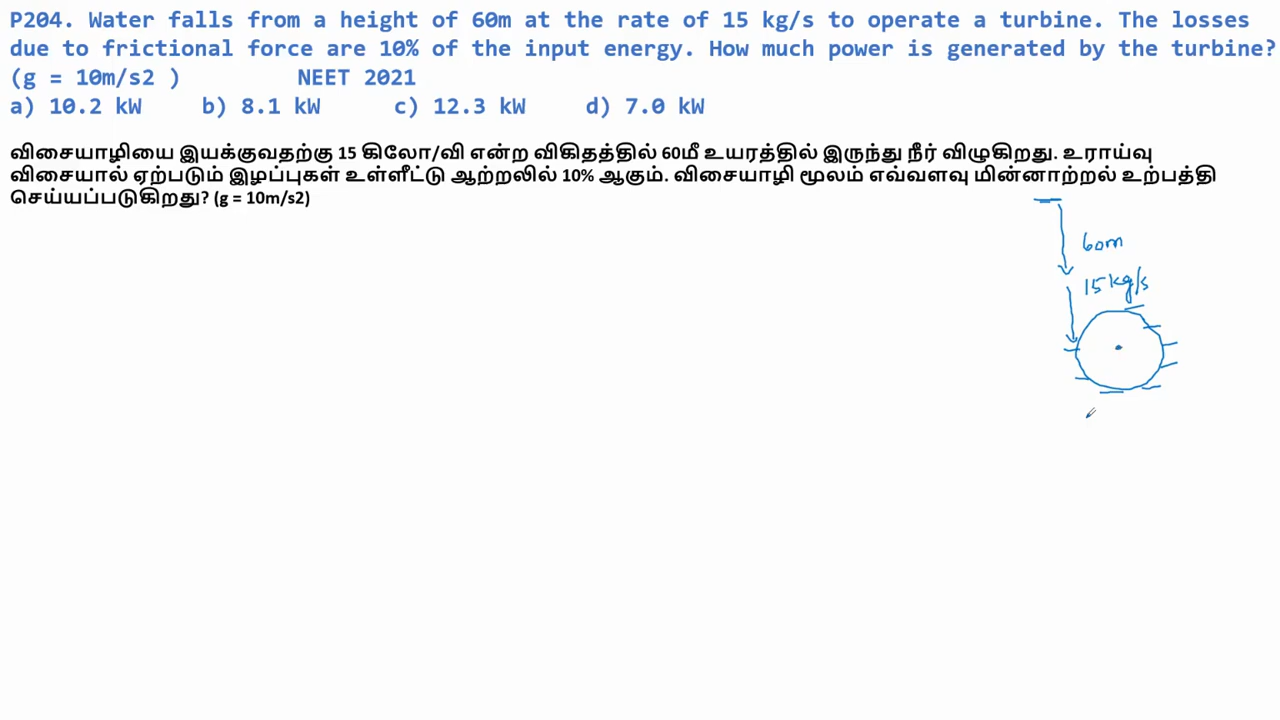 P204. Water falls from a height of 60m at the rate of 15 kg/s to operate a turbine. The losses
due to frictional force are 10% of the input energy. How much power is generated by the turbine?
(g = 10m/s2 ) NEET 2021
a) 10.2 kW b) 8.1 kW c) 12.3 kW d) 7.0 kW
விசையாழியை இயக்குவதற்கு 15 கிலோ/வி என்ற விகிதத்தில் 60மீ உயரத்தில் இருந்து நீர் விழுகிறது. உராய்வு
விசையால் ஏற்படும் இழப்புகள் உள்ளீட்டு ஆற்றலில் 10% ஆகும். விசையாழி மூலம் எவ்வளவு மின்னாற்றல் உற்பத்தி
செய்யப்படுகிறது? (g = 10m/s2)
60m
15kg/s